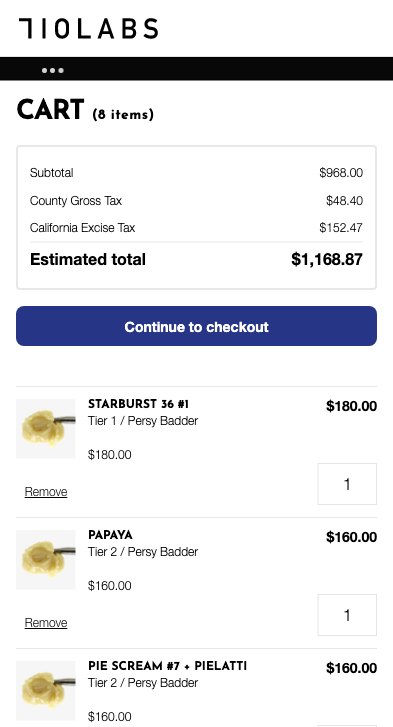 710LABS
CART (8 items)
Subtotal $968.00
County Gross Tax $48.40
California Excise Tax $152.47
Estimated total $1,168.87
Continue to checkout
STARBURST 36 #1 $180.00
Tier 1 / Persy Badder
$180.00
Remove 1
PAPAYA $160.00
Tier 2 / Persy Badder
$160.00
Remove 1
PIE SCREAM #7 + PIELATTI $160.00
Tier 2 / Persy Badder
$160.00